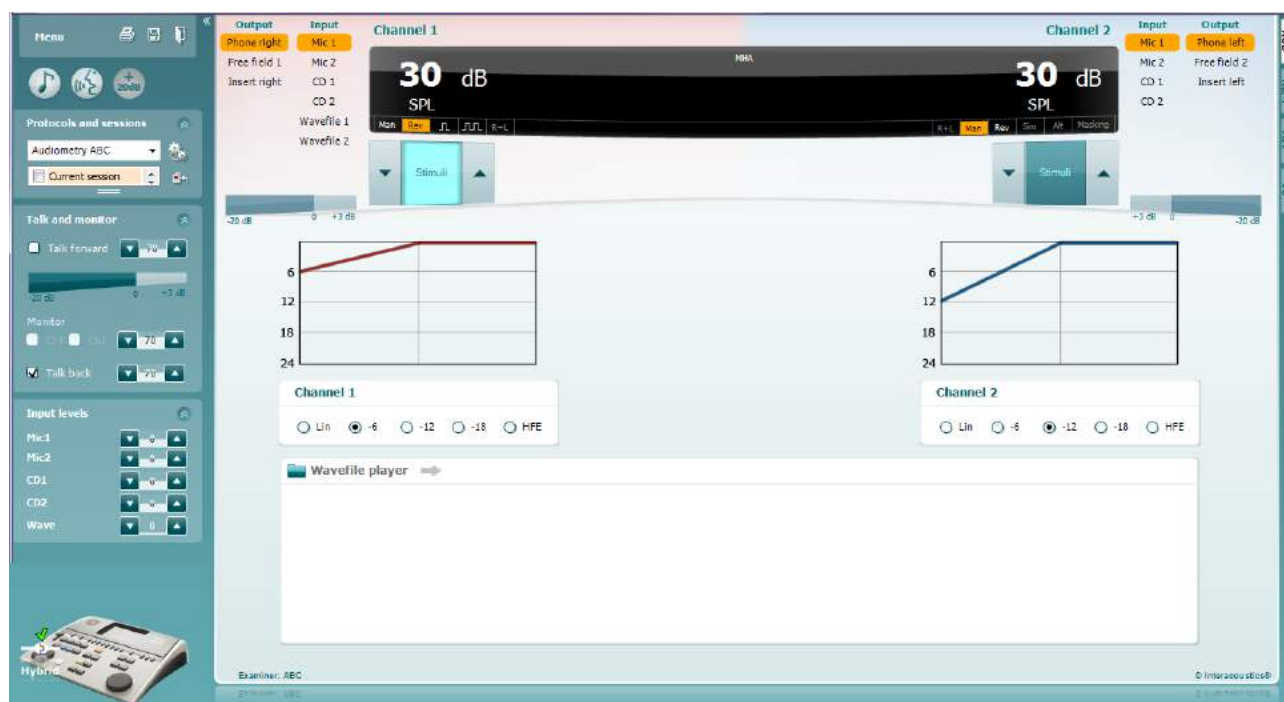 Menu
20dB
Protocols and sessions
Audiometry ABC
Current session
Talk and monitor
Talk forward
-20 dB 0 +3 dB
Monitor
70
Talk back
Input levels
Mic1 0
Mic2 0
CD1 0
CD2 0
Wave 0
Hybrid
Output Input
Phone right Mic 1
Free field 1 Mic 2
Insert right CD 1
CD 2
Wavefile 1
Wavefile 2
-20 dB 0 +3 dB
Channel 1
MHA
30 dB
SPL
Man Rev R+L
Stimuli
Channel 2
30 dB
SPL
R+L Man Rev Sim Alt Masking
Stimuli
Input Output
Mic 1 Phone left
Mic 2 Free field 2
CD 1 Insert left
CD 2
+3 dB 0 -20 dB
6
12
18
24
6
12
18
24
Channel 1
Lin -6 -12 -18 HFE
Channel 2
Lin -6 -12 -18 HFE
Wavefile player
Examiner: ABC
© Interacoustics®